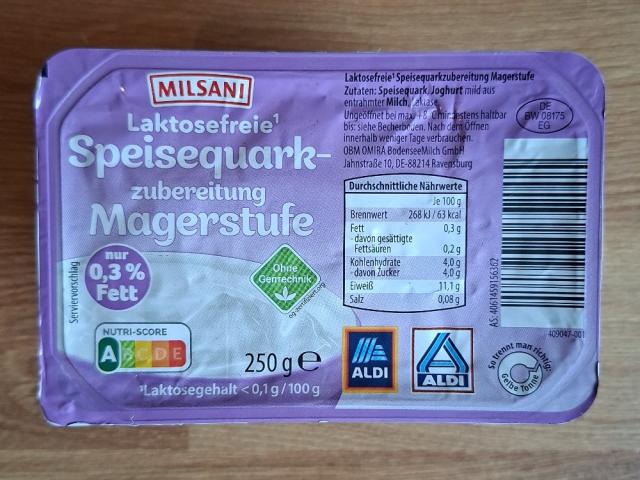 MILSANI
Laktosefreie¹
Speisequark-
zubereitung
Magerstufe
nur
0,3 %
Fett
Serviervorschlag
Ohne
Gentechnik
NUTRI-SCORE
A B C D E
250 g ℮
¹Laktosegehalt < 0,1 g / 100 g
Laktosefreie¹ Speisequarkzubereitung Magerstufe
Zutaten: Speisequark, Joghurt mild aus
entrahmter Milch, Laktase
Ungeöffnet bei max. + 8 °C mindestens haltbar
bis: siehe Becherboden. Nach dem Öffnen
innerhalb weniger Tage verbrauchen.
OBM OMIRA BodenseeMilch GmbH
Jahnstraße 10, DE-88214 Ravensburg
DE
BW 08175
EG
Durchschnittliche Nährwerte
Je 100 g
Brennwert 268 kJ / 63 kcal
Fett 0,3 g
- davon gesättigte
Fettsäuren 0,2 g
Kohlenhydrate 4,0 g
- davon Zucker 4,0 g
Eiweiß 11,1 g
Salz 0,08 g
AS: 4061459156362
409047-001
ALDI
ALDI
So trennt man richtig:
Gelbe Tonne